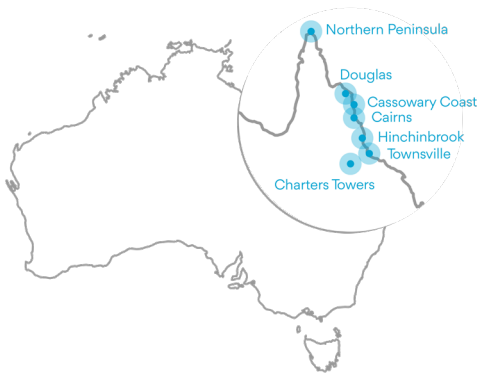 Northern Peninsula
Douglas
Cassowary Coast
Cairns
Hinchinbrook
Townsville
Charters Towers